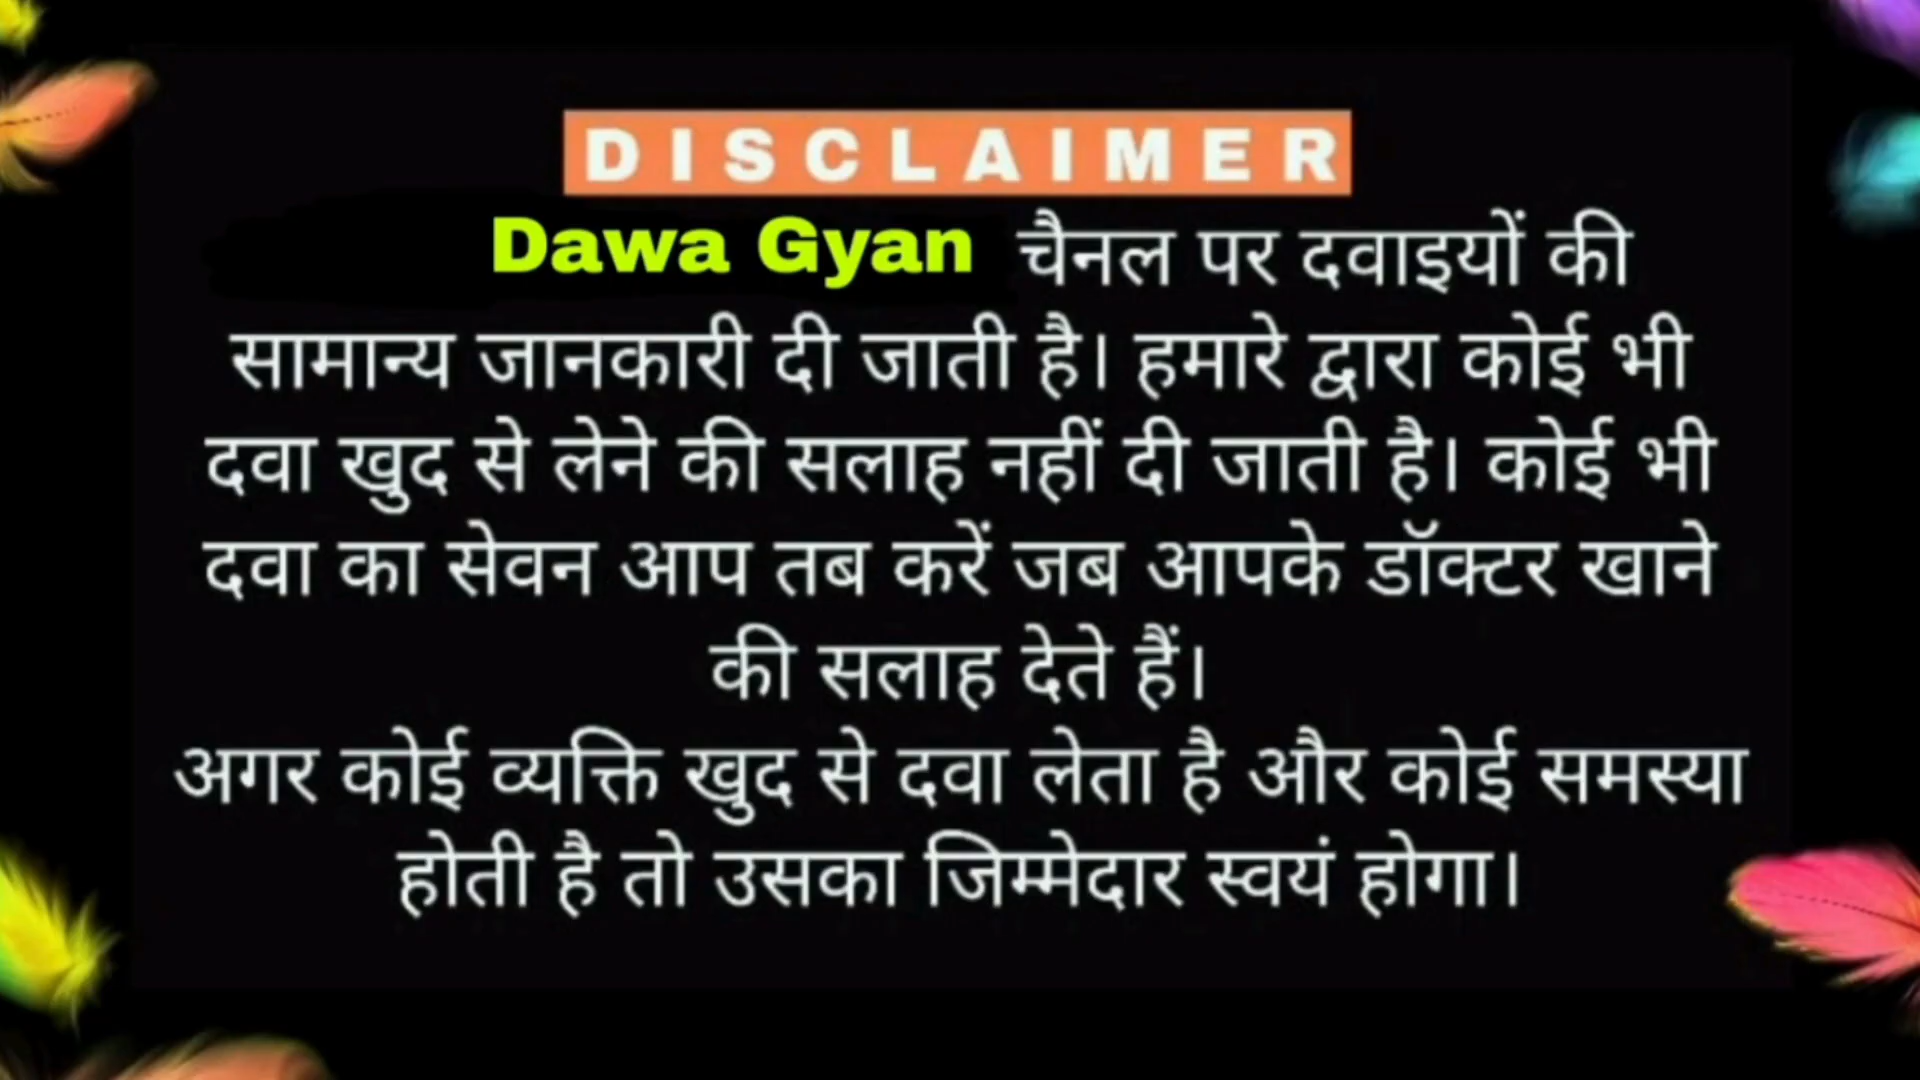 DISCLAIMER
Dawa Gyan चैनल पर दवाइयों की
सामान्य जानकारी दी जाती है। हमारे द्वारा कोई भी
दवा खुद से लेने की सलाह नहीं दी जाती है। कोई भी
दवा का सेवन आप तब करें जब आपके डॉक्टर खाने
की सलाह देते हैं।
अगर कोई व्यक्ति खुद से दवा लेता है और कोई समस्या
होती है तो उसका जिम्मेदार स्वयं होगा।